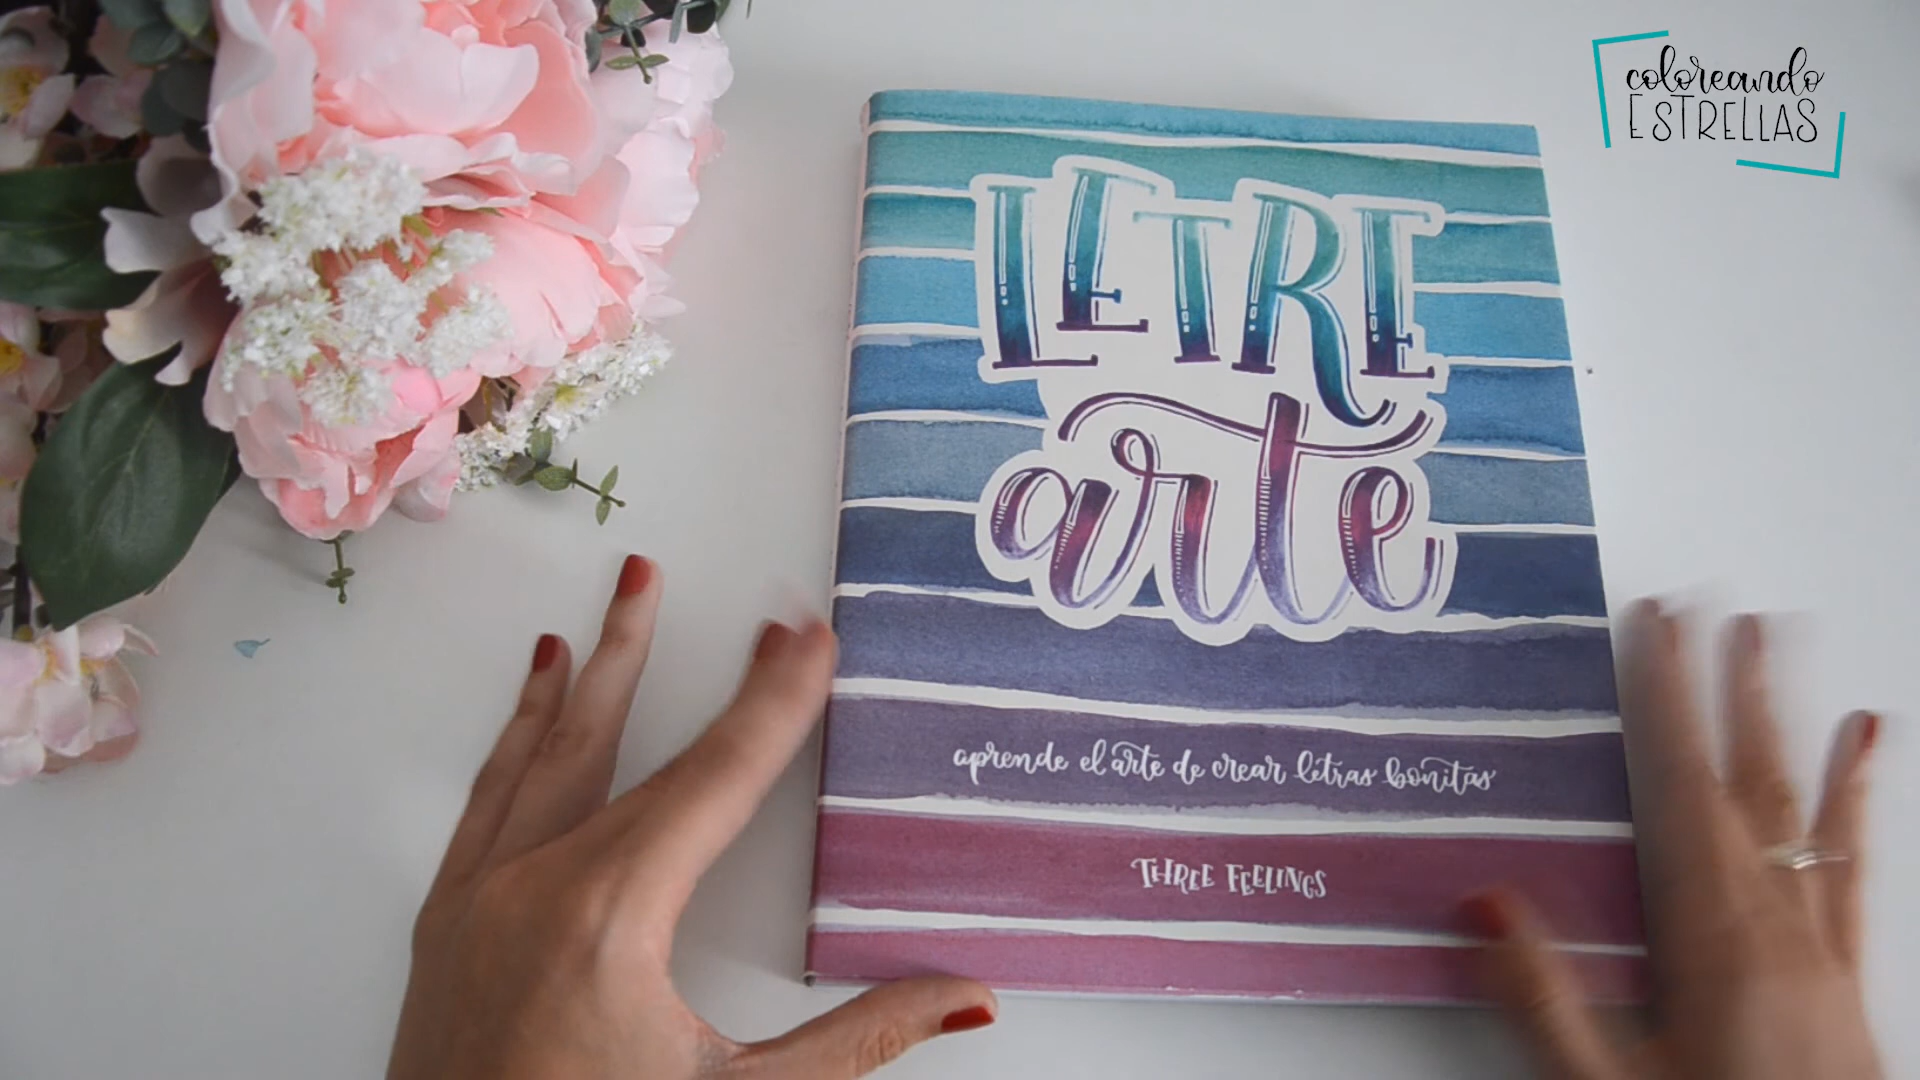 coloreando
ESTRELLAS
LETRE
arte
aprende el arte de crear letras bonitas
THREE FEELINGS